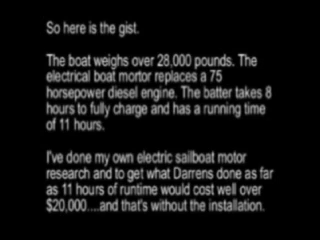 So here is the gist.
The boat weighs over 28,000 pounds. The
electrical boat mortor replaces a 75
horsepower diesel engine. The batter takes 8
hours to fully charge and has a running time
of 11 hours.
I've done my own electric sailboat motor
research and to get what Darrens done as far
as 11 hours of runtime would cost well over
$20,000....and that's without the installation.